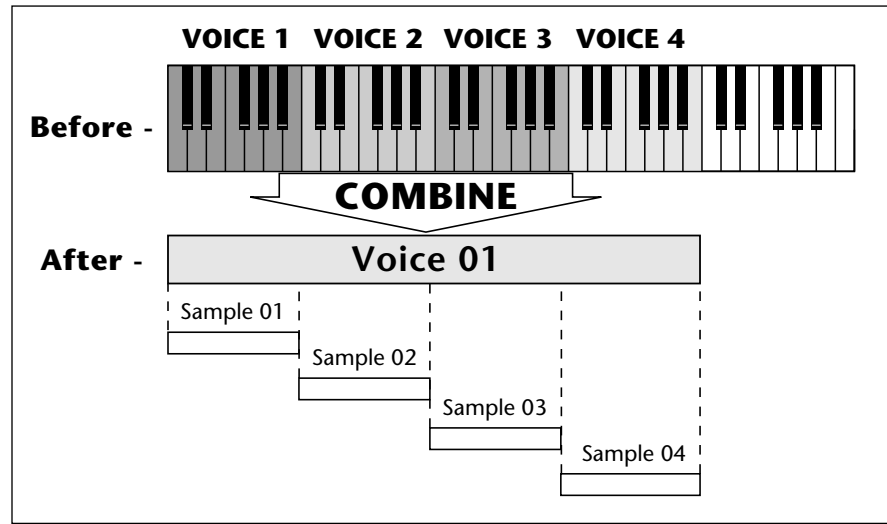 VOICE 1 VOICE 2 VOICE 3 VOICE 4
Before -
COMBINE
After -
Voice 01
Sample 01
Sample 02
Sample 03
Sample 04